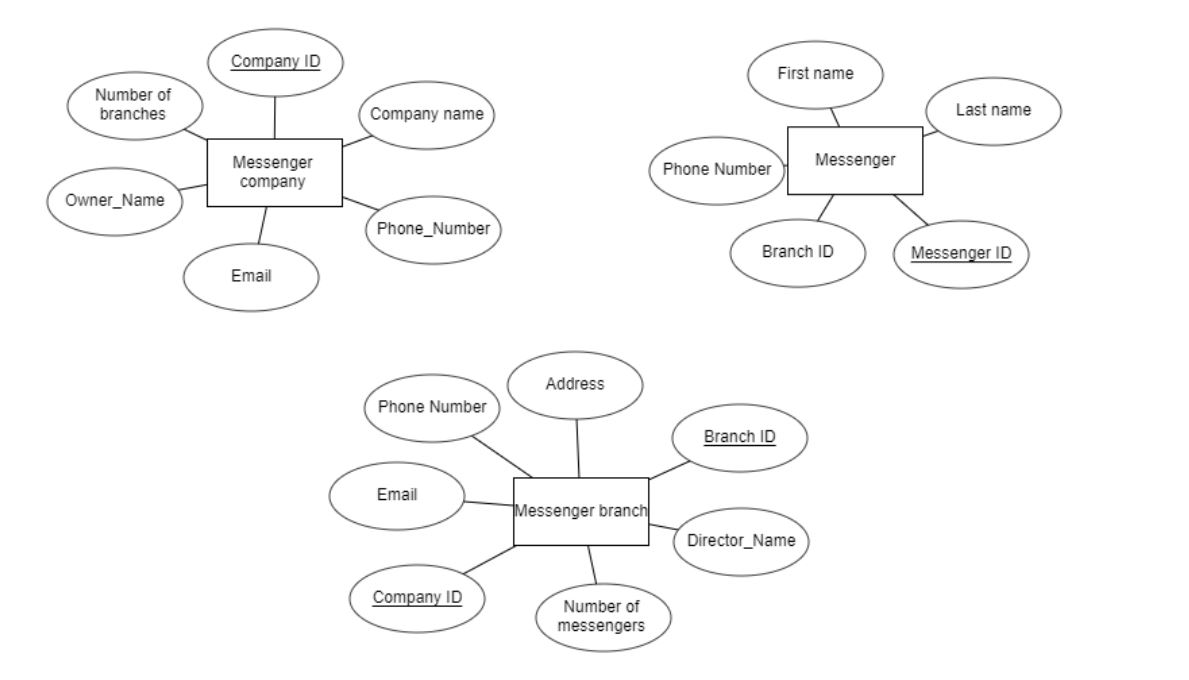 Company ID
Number of
branches
Company name
Messenger
company
Owner_Name
Phone_Number
Email
First name
Last name
Messenger
Phone Number
Branch ID
Messenger ID
Address
Phone Number
Branch ID
Email
Messenger branch
Director_Name
Company ID
Number of
messengers